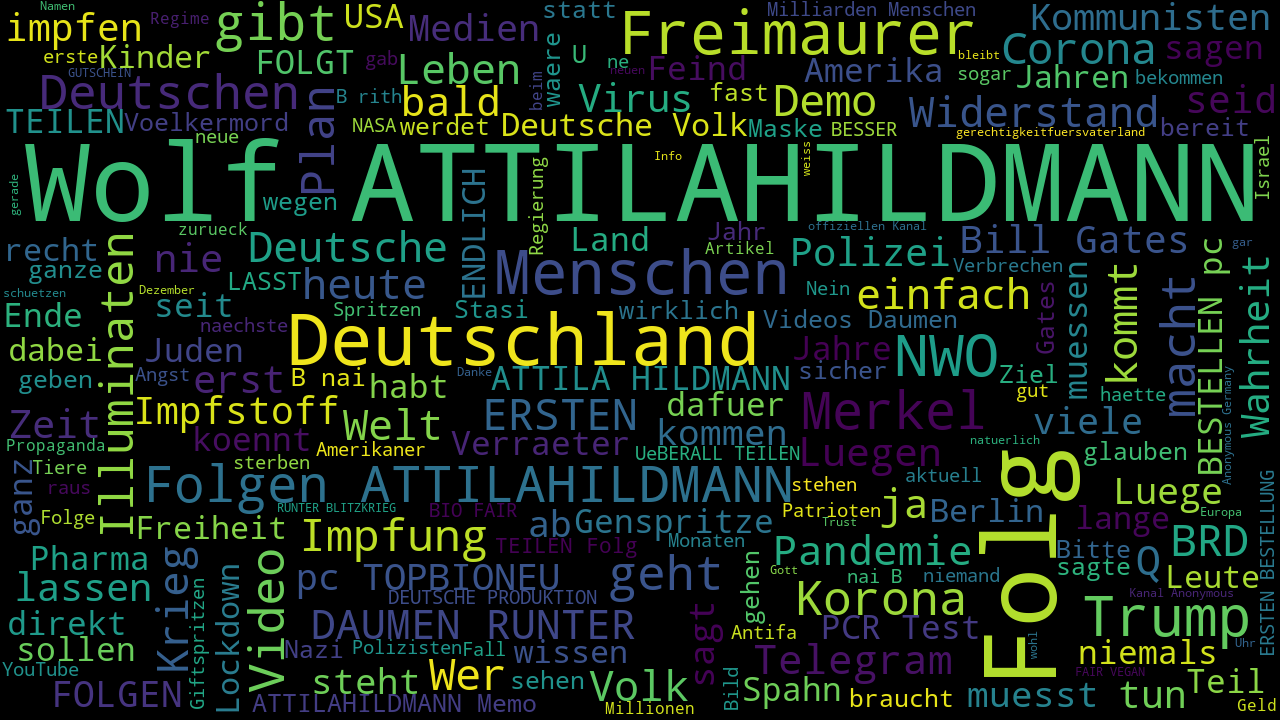 Namen
impfen
Regime
gibt
USA
Medien
statt
Freimaurer
Milliarden Menschen
Kommunisten
erste
Kinder
GUTSCHEIN
FOLGT
gab
Leben
beim
waere
U
ne
neuen
Feind
Amerika
bleibt
sogar
Corona
Jahren
sagen
bekommen
Deutschen
Plan
B rith
bald
Virus
fast
Demo
Widerstand
seid
TEILEN
Voelkermord
neue
NASA
werdet
Deutsche Volk
Maske
BESSER
gerechtigkeitfuersvaterland
bereit
gerade
Wolf ATTILAHILDMANN
Info
weiss
Israel
wegen
zurueck
Regierung
ENDLICH
recht
ganze
nie
Deutsche
Land
Jahr
Artikel
offiziellen Kanal
Polizei
Bill Gates
gar
pc
Verbrechen
schuetzen
Illuminaten
Dezember
seit
LASST
heute
Menschen
Nein
einfach
Gates
muessen
kommt
macht
BESTELLEN
Wahrheit
Ende
naechste
Spritzen
Stasi
wirklich
Videos Daumen
dabei
Juden
Deutschland
Jahre
NWO
Ziel
geben
Angst
erst
B nai
habt
Danke
ATTILA HILDMANN
sicher
gut
haette
Anonymous Germany
Zeit
Impfstoff
Welt
ERSTEN
dafuer
Merkel
viele
Propaganda
koennt
Amerikaner
Verraeter
kommen
Luegen
natuerlich
glauben
ganz
Tiere
sterben
UeBERALL TEILEN
raus
Folgen ATTILAHILDMANN
stehen
aktuell
Folg
Luege
ERSTEN BESTELLUNG
Folge
Freiheit
RUNTER BLITZKRIEG
BIO FAIR
ab
Genspritze
Patrioten
Trust
ja
Berlin
lange
Europa
Pharma
Krieg
Video
Impfung
TEILEN Folg
Monaten
Pandemie
Bitte
sagte
Q
BRD
lassen
Giftspritzen
Lockdown
pc TOPBIONEU
geht
gehen
Gott
nai B
niemand
Leute
DEUTSCHE PRODUKTION
Korona
Kanal Anonymous
direkt
DAUMEN RUNTER
sagt
Antifa
PCR Test
wohl
Trump
Uhr
sollen
Nazi
Polizisten
Fall
wissen
Telegram
niemals
YouTube
steht
Wer
sehen
Volk
Bild
Spahn
FAIR VEGAN
Teil
FOLGEN
ATTILAHILDMANN Memo
Millionen
braucht
muesst
tun
Geld